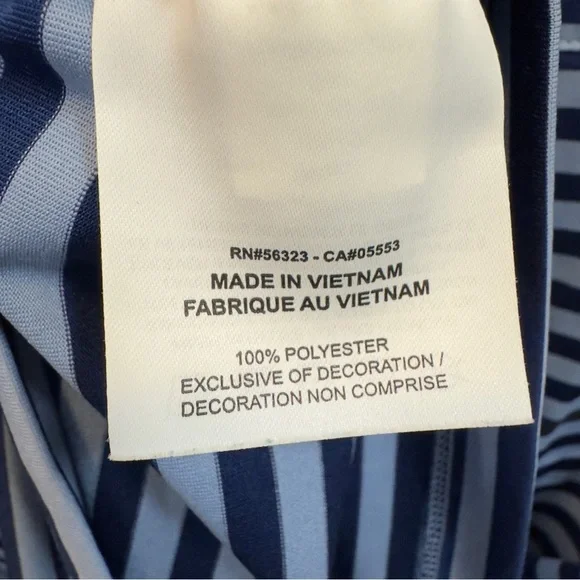 RN#56323 - CA#05553
MADE IN VIETNAM
FABRIQUE AU VIETNAM
100% POLYESTER
EXCLUSIVE OF DECORATION /
DECORATION NON COMPRISE